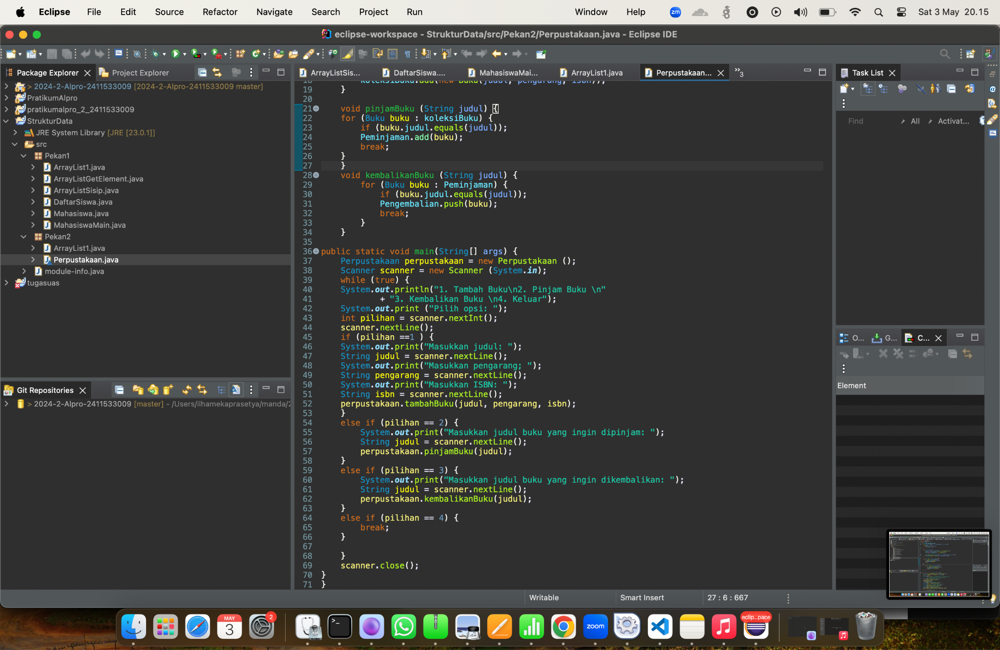 Eclipse File Edit Source Refactor Navigate Search Project Run Window Help zm Sat 3 May 20.15
eclipse-workspace - StrukturData/src/Pekan2/Perpustakaan.java - Eclipse IDE
Package Explorer Project Explorer
> 2024-2-Alpro-2411533009 [2024-2-Alpro-2411533009 master]
PratikumAlpro
pratikumalpro_2_2411533009
StrukturData
JRE System Library [JRE [23.0.1]]
src
Pekan1
ArrayList1.java
ArrayListGetElement.java
ArrayListSisip.java
DaftarSiswa.java
Mahasiswa.java
MahasiswaMain.java
Pekan2
ArrayList1.java
Perpustakaan.java
module-info.java
tugasuas
Git Repositories
> 2024-2-Alpro-2411533009 [master] - /Users/ilhamekaprasetya/manda/2
ArrayListSis... DaftarSiswa.... MahasiswaMai... ArrayList1.java Perpustakaan... »3
18 koleksiBuku.add(new Buku(judul, pengarang, isbn));
19 }
20
21 void pinjamBuku (String judul) {
22 for (Buku buku : koleksiBuku) {
23 if (buku.judul.equals(judul));
24 Peminjaman.add(buku);
25 break;
26 }
27 }
28 void kembalikanBuku (String judul) {
29 for (Buku buku : Peminjaman) {
30 if (buku.judul.equals(judul));
31 Pengembalian.push(buku);
32 break;
33 }
34 }
35
36 public static void main(String[] args) {
37 Perpustakaan perpustakaan = new Perpustakaan ();
38 Scanner scanner = new Scanner (System.in);
39 while (true) {
40 System.out.println("1. Tambah Buku\n2. Pinjam Buku \n"
41 + "3. Kembalikan Buku \n4. Keluar");
42 System.out.print ("Pilih opsi: ");
43 int pilihan = scanner.nextInt();
44 scanner.nextLine();
45 if (pilihan ==1 ) {
46 System.out.print("Masukkan judul: ");
47 String judul = scanner.nextLine();
48 System.out.print("Masukkan pengarang; ");
49 String pengarang = scanner.nextLine();
50 System.out.print("Masukkan ISBN: ");
51 String isbn = scanner.nextLine();
52 perpustakaan.tambahBuku(judul, pengarang, isbn);
53 }
54 else if (pilihan == 2) {
55 System.out.print("Masukkan judul buku yang ingin dipinjam: ");
56 String judul = scanner.nextLine();
57 perpustakaan.pinjamBuku(judul);
58 }
59 else if (pilihan == 3) {
60 System.out.print("Masukkan judul buku yang ingin dikembalikan: ");
61 String judul = scanner.nextLine();
62 perpustakaan.kembalikanBuku(judul);
63 }
64 else if (pilihan == 4) {
65 break;
66 }
67
68 }
69 scanner.close();
70 }
71 }
Task List
Find All Activat...
O... G... C...
Element
Writable Smart Insert 27 : 6 : 667
MAY
3
2
zoom
eclip...pace